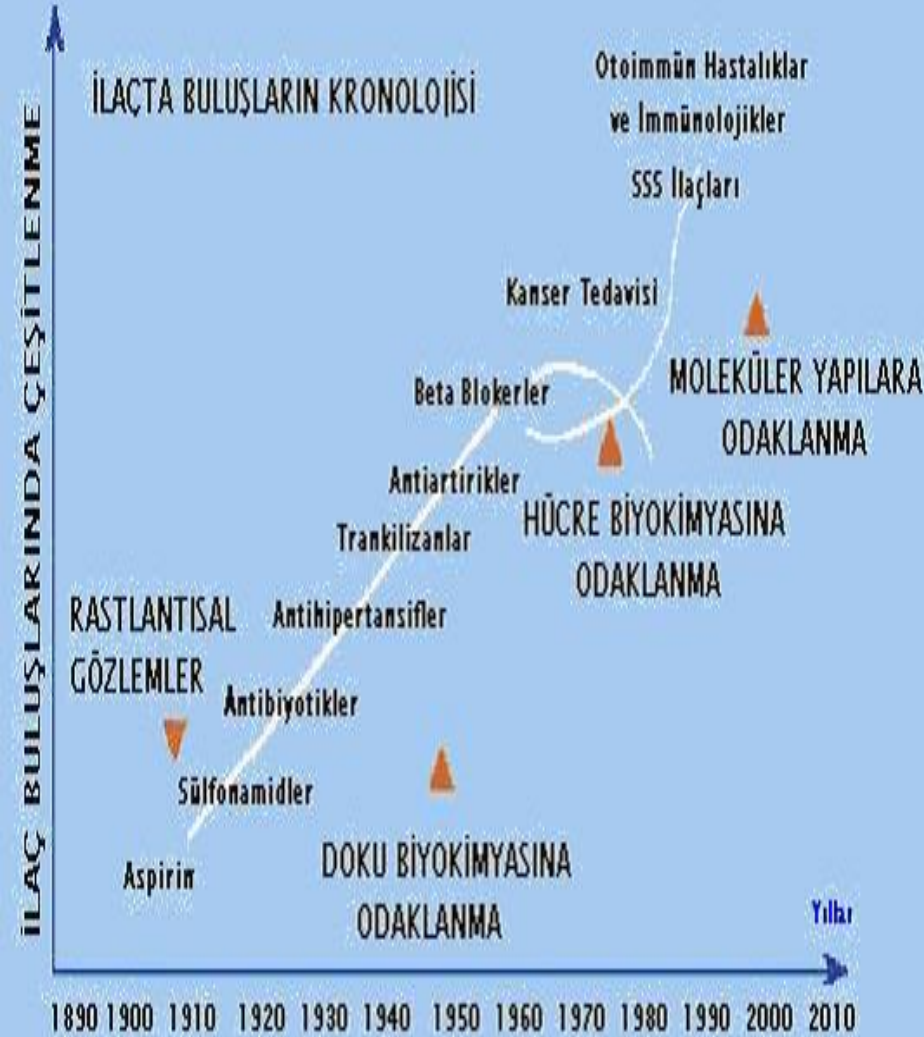 İLAÇ BULUŞLARINDA ÇEŞİTLENME
İLAÇTA BULUŞLARIN KRONOLOJİSİ
Otoimmün Hastalıklar
ve İmmünolojikler
SSS İlaçları
Kanser Tedavisi
MOLEKÜLER YAPILARA
ODAKLANMA
Beta Blokerler
Antiartirikler
HÜCRE BİYOKİMYASINA
ODAKLANMA
Trankilizanlar
RASTLANTISAL
GÖZLEMLER
Antihipertansifler
Antibiyotikler
Sülfonamidler
DOKU BİYOKİMYASINA
ODAKLANMA
Aspirin
Yıllar
1890 1900 1910 1920 1930 1940 1950 1960 1970 1980 1990 2000 2010